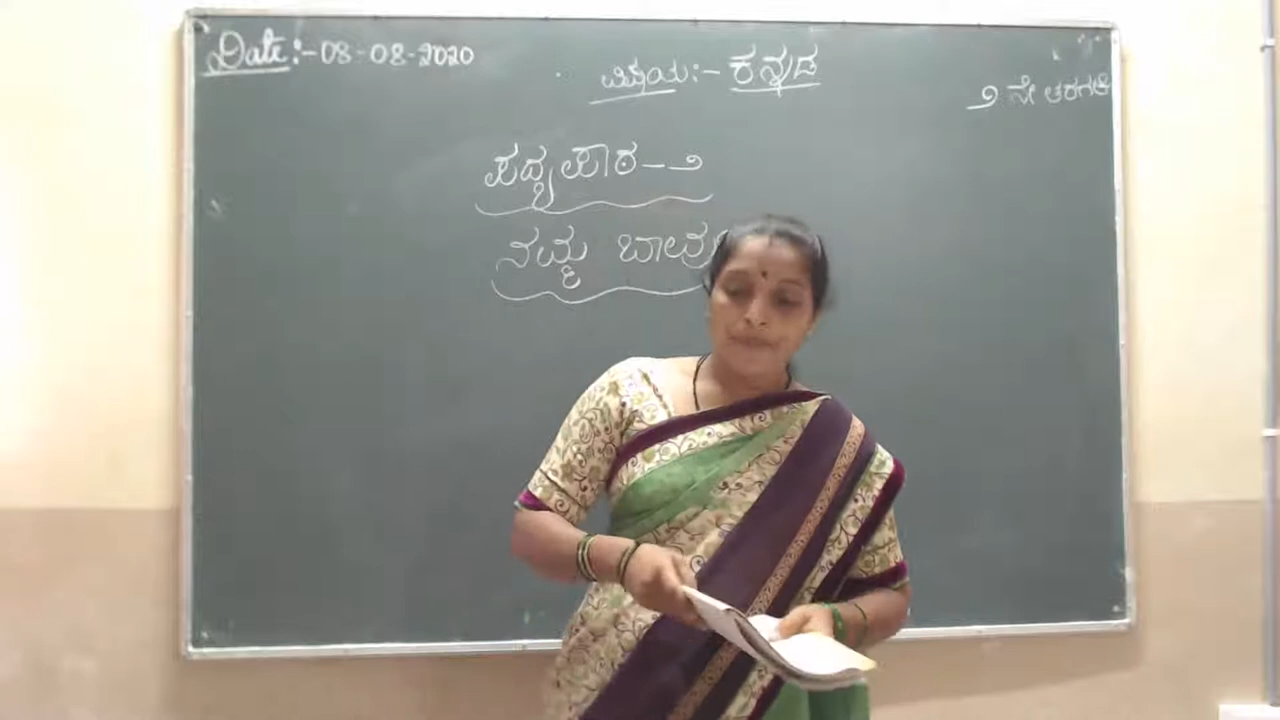 Date:- 08-08-2020
ವಿಷಯ:- ಕನ್ನಡ
೨ ನೇ ತರಗತಿ
ಪದ್ಯಪಾಠ - ೨
ನಮ್ಮ